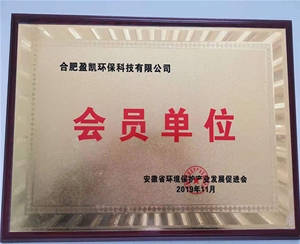 合肥盈凯环保科技有限公司
会员单位
安徽省环境保护产业发展促进会
2019年11月